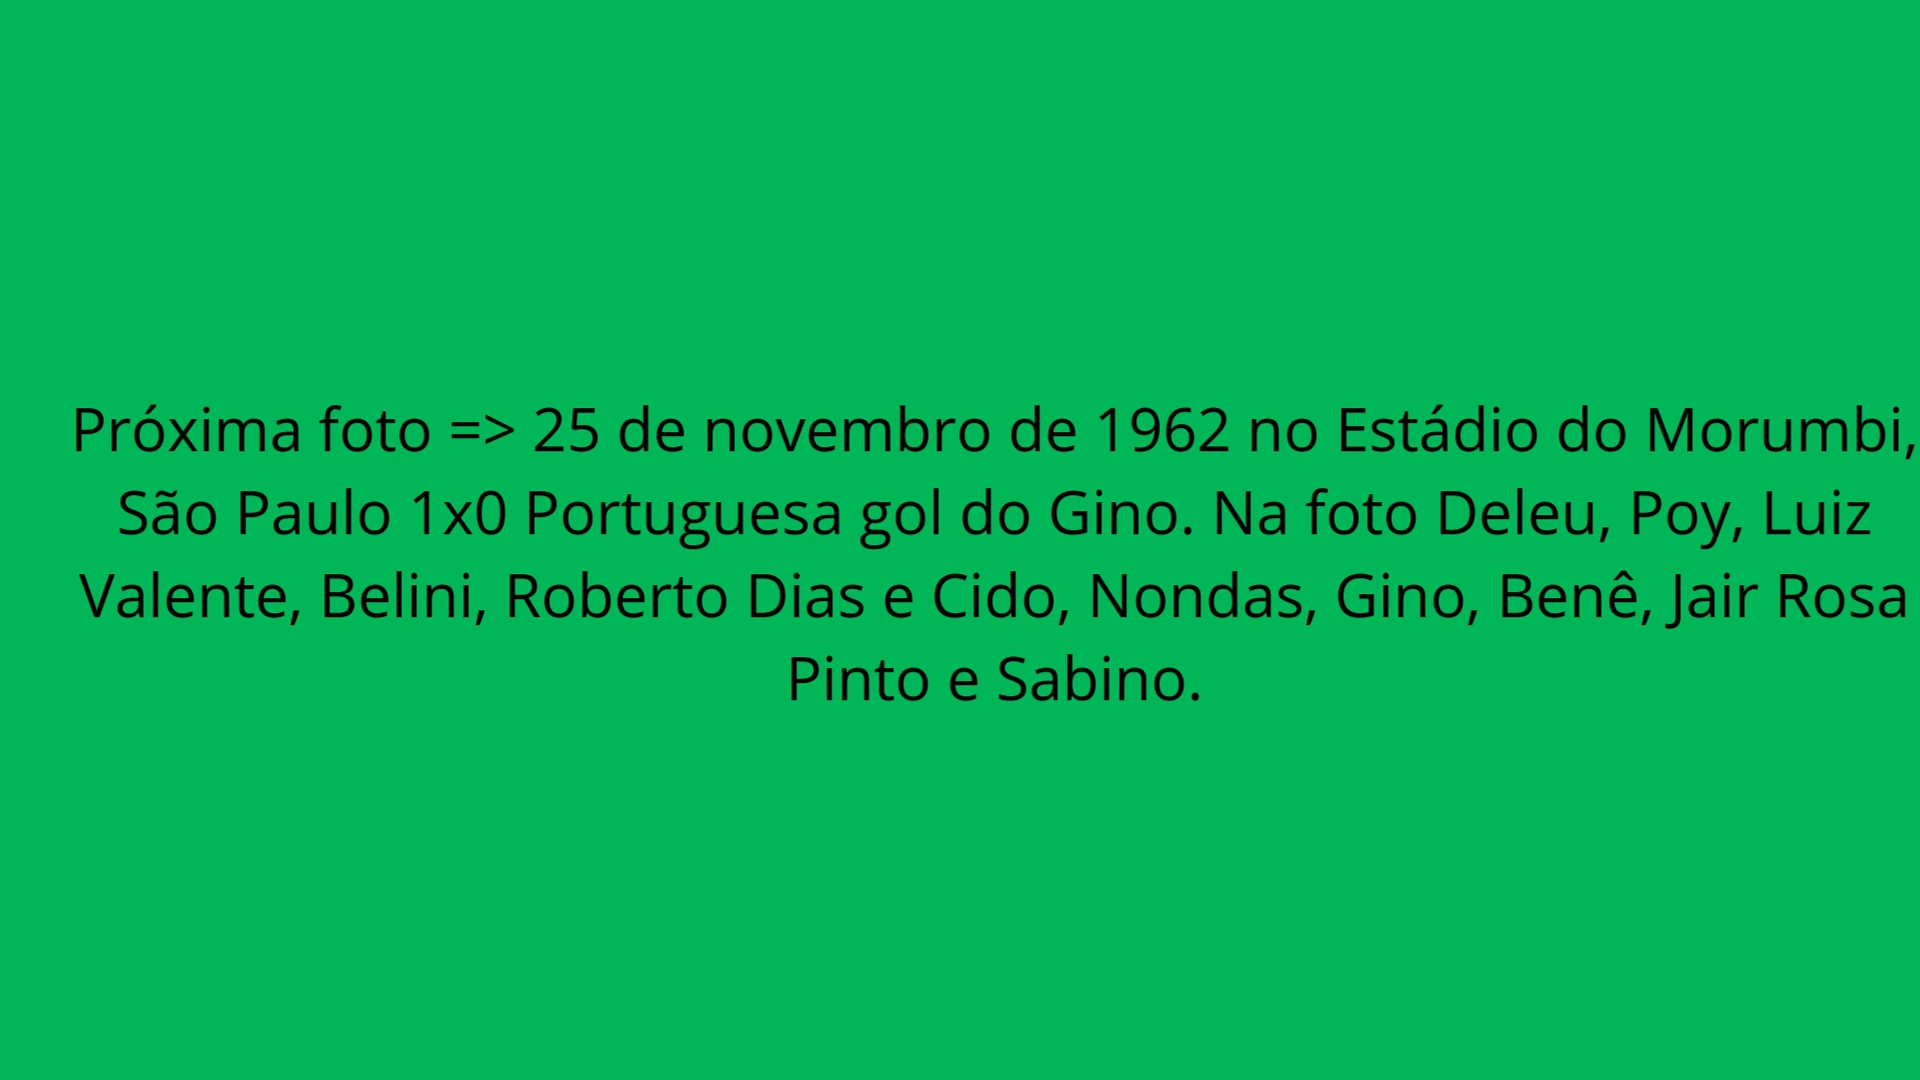 Próxima foto => 25 de novembro de 1962 no Estádio do Morumbi,
São Paulo 1x0 Portuguesa gol do Gino. Na foto Deleu, Poy, Luiz
Valente, Belini, Roberto Dias e Cido, Nondas, Gino, Benê, Jair Rosa
Pinto e Sabino.